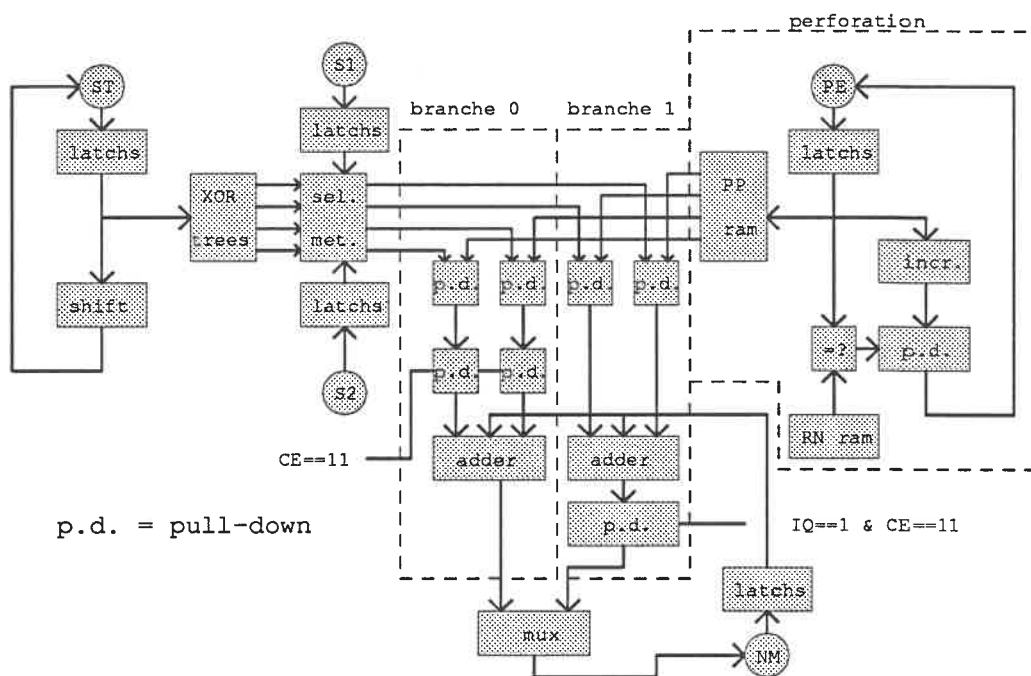 perforation
ST
S1
PE
branche 0
branche 1
latchs
latchs
latchs
XOR
trees
sel.
met.
PP
ram
incr.
shift
latchs
p.d.
p.d.
p.d.
p.d.
=?
p.d.
p.d.
p.d.
S2
RN ram
CE==11
adder
adder
p.d. = pull-down
p.d.
IQ==1 & CE==11
latchs
mux
NM